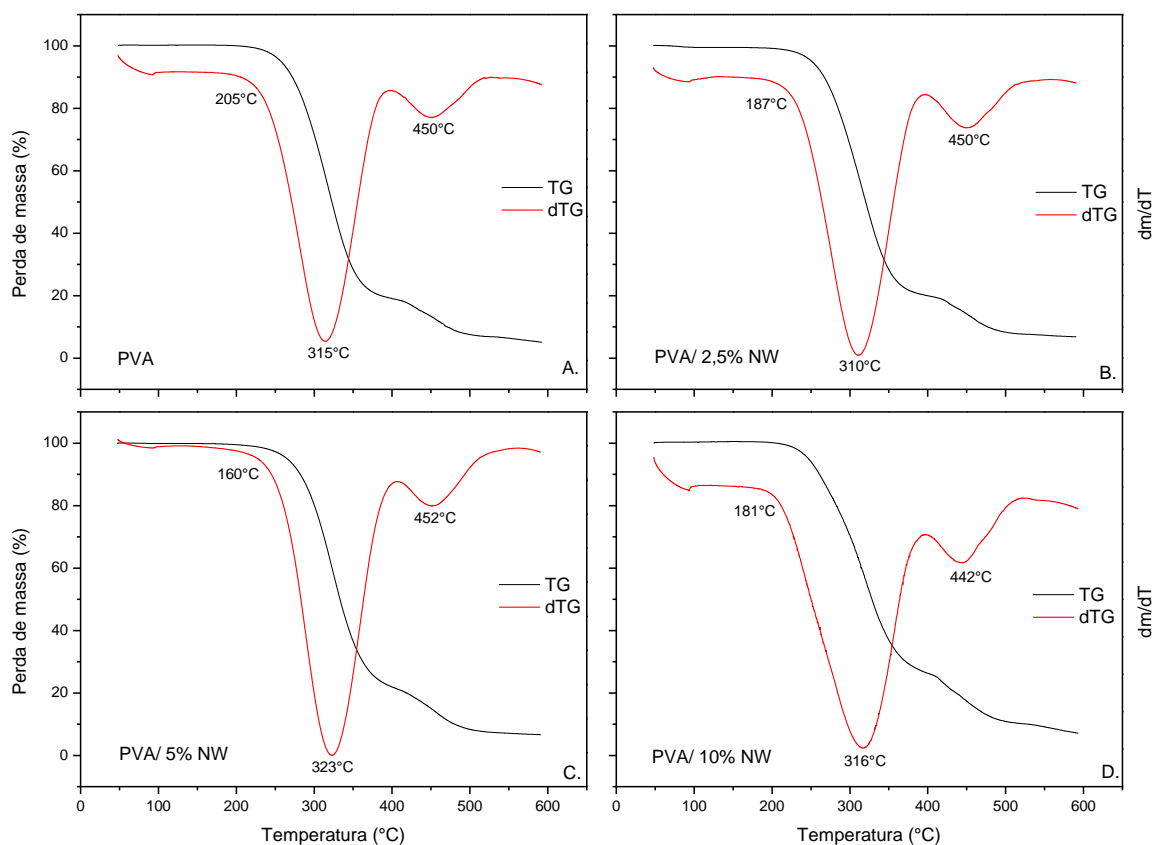 100
80
60
40
20
0
Perda de massa (%)
205°C
450°C
315°C
TG
dTG
PVA
A.
187°C
450°C
310°C
TG
dTG
PVA/ 2,5% NW
B.
dm/dT
100
80
60
40
20
0
Perda de massa (%)
160°C
452°C
323°C
TG
dTG
PVA/ 5% NW
C.
0 100 200 300 400 500 600
Temperatura (°C)
181°C
442°C
316°C
TG
dTG
PVA/ 10% NW
D.
dm/dT
0 100 200 300 400 500 600
Temperatura (°C)